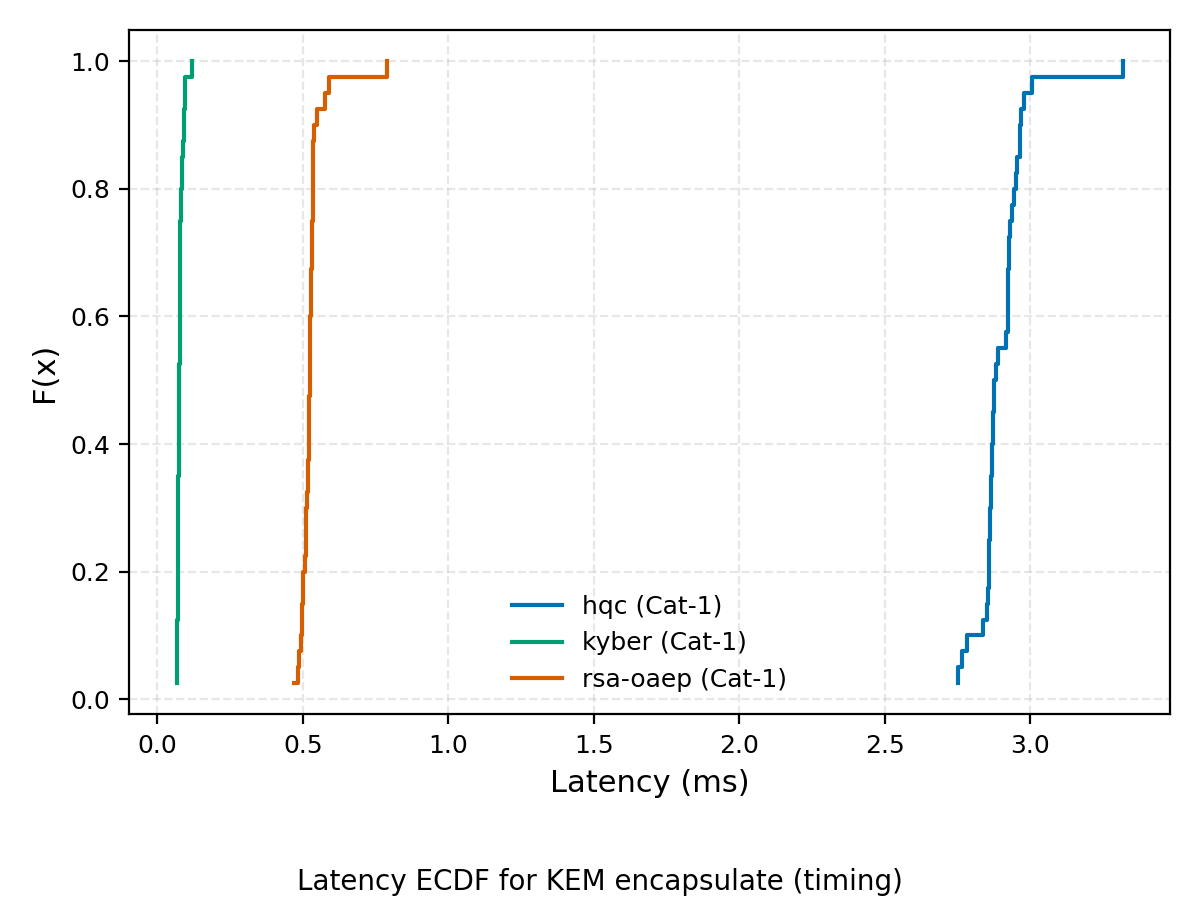 1.0
0.8
0.6
0.4
0.2
0.0
F(x)
hqc (Cat-1)
kyber (Cat-1)
rsa-oaep (Cat-1)
0.0 0.5 1.0 1.5 2.0 2.5 3.0
Latency (ms)
Latency ECDF for KEM encapsulate (timing)